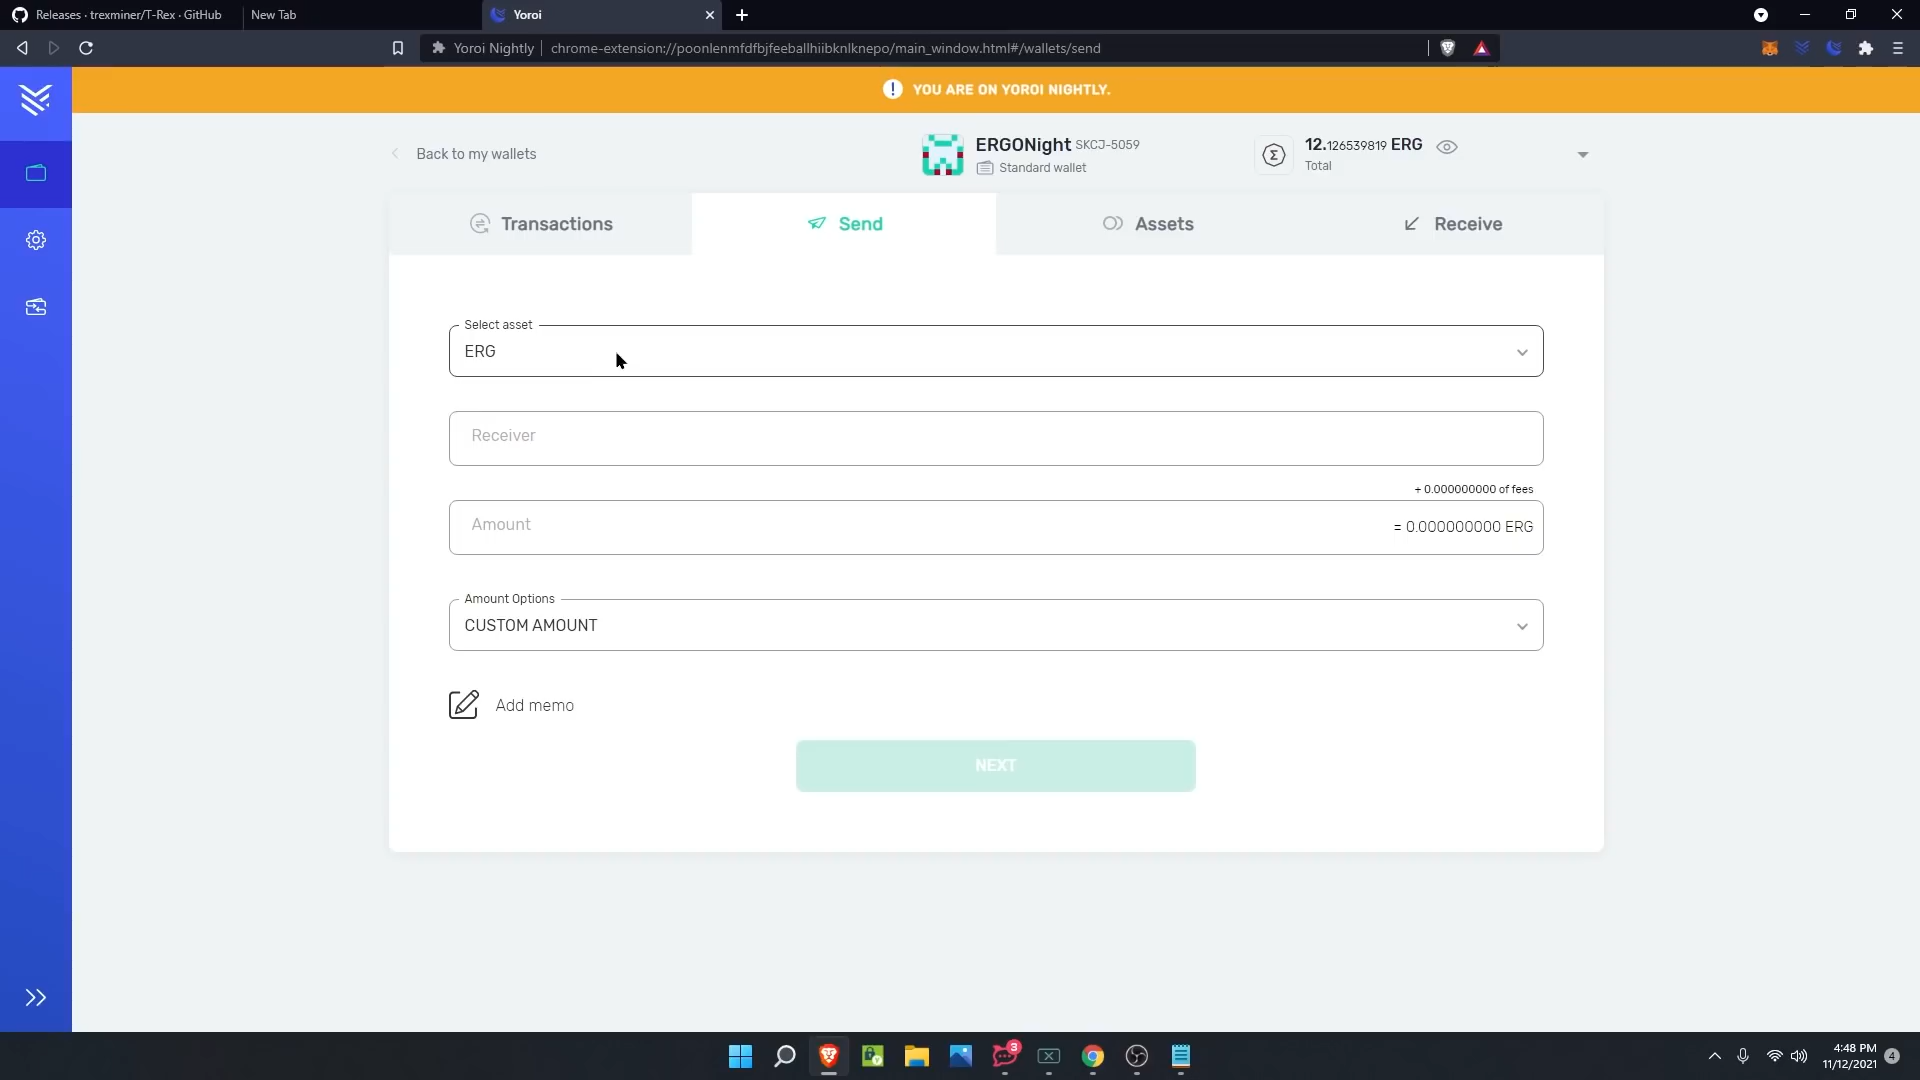 Releases · trexminer/T-Rex · GitHub
New Tab
Yoroi
Yoroi Nightly
chrome-extension://poonlenmfdfbjfeeballhiibknlknepo/main_window.html#/wallets/send
YOU ARE ON YOROI NIGHTLY.
Back to my wallets
ERGONight SKCJ-5059
Standard wallet
12.126539819 ERG
Total
Transactions
Send
Assets
Receive
Select asset
ERG
Receiver
+ 0.000000000 of fees
Amount
= 0.000000000 ERG
Amount Options
CUSTOM AMOUNT
Add memo
NEXT
3
4:48 PM
11/12/2021
4